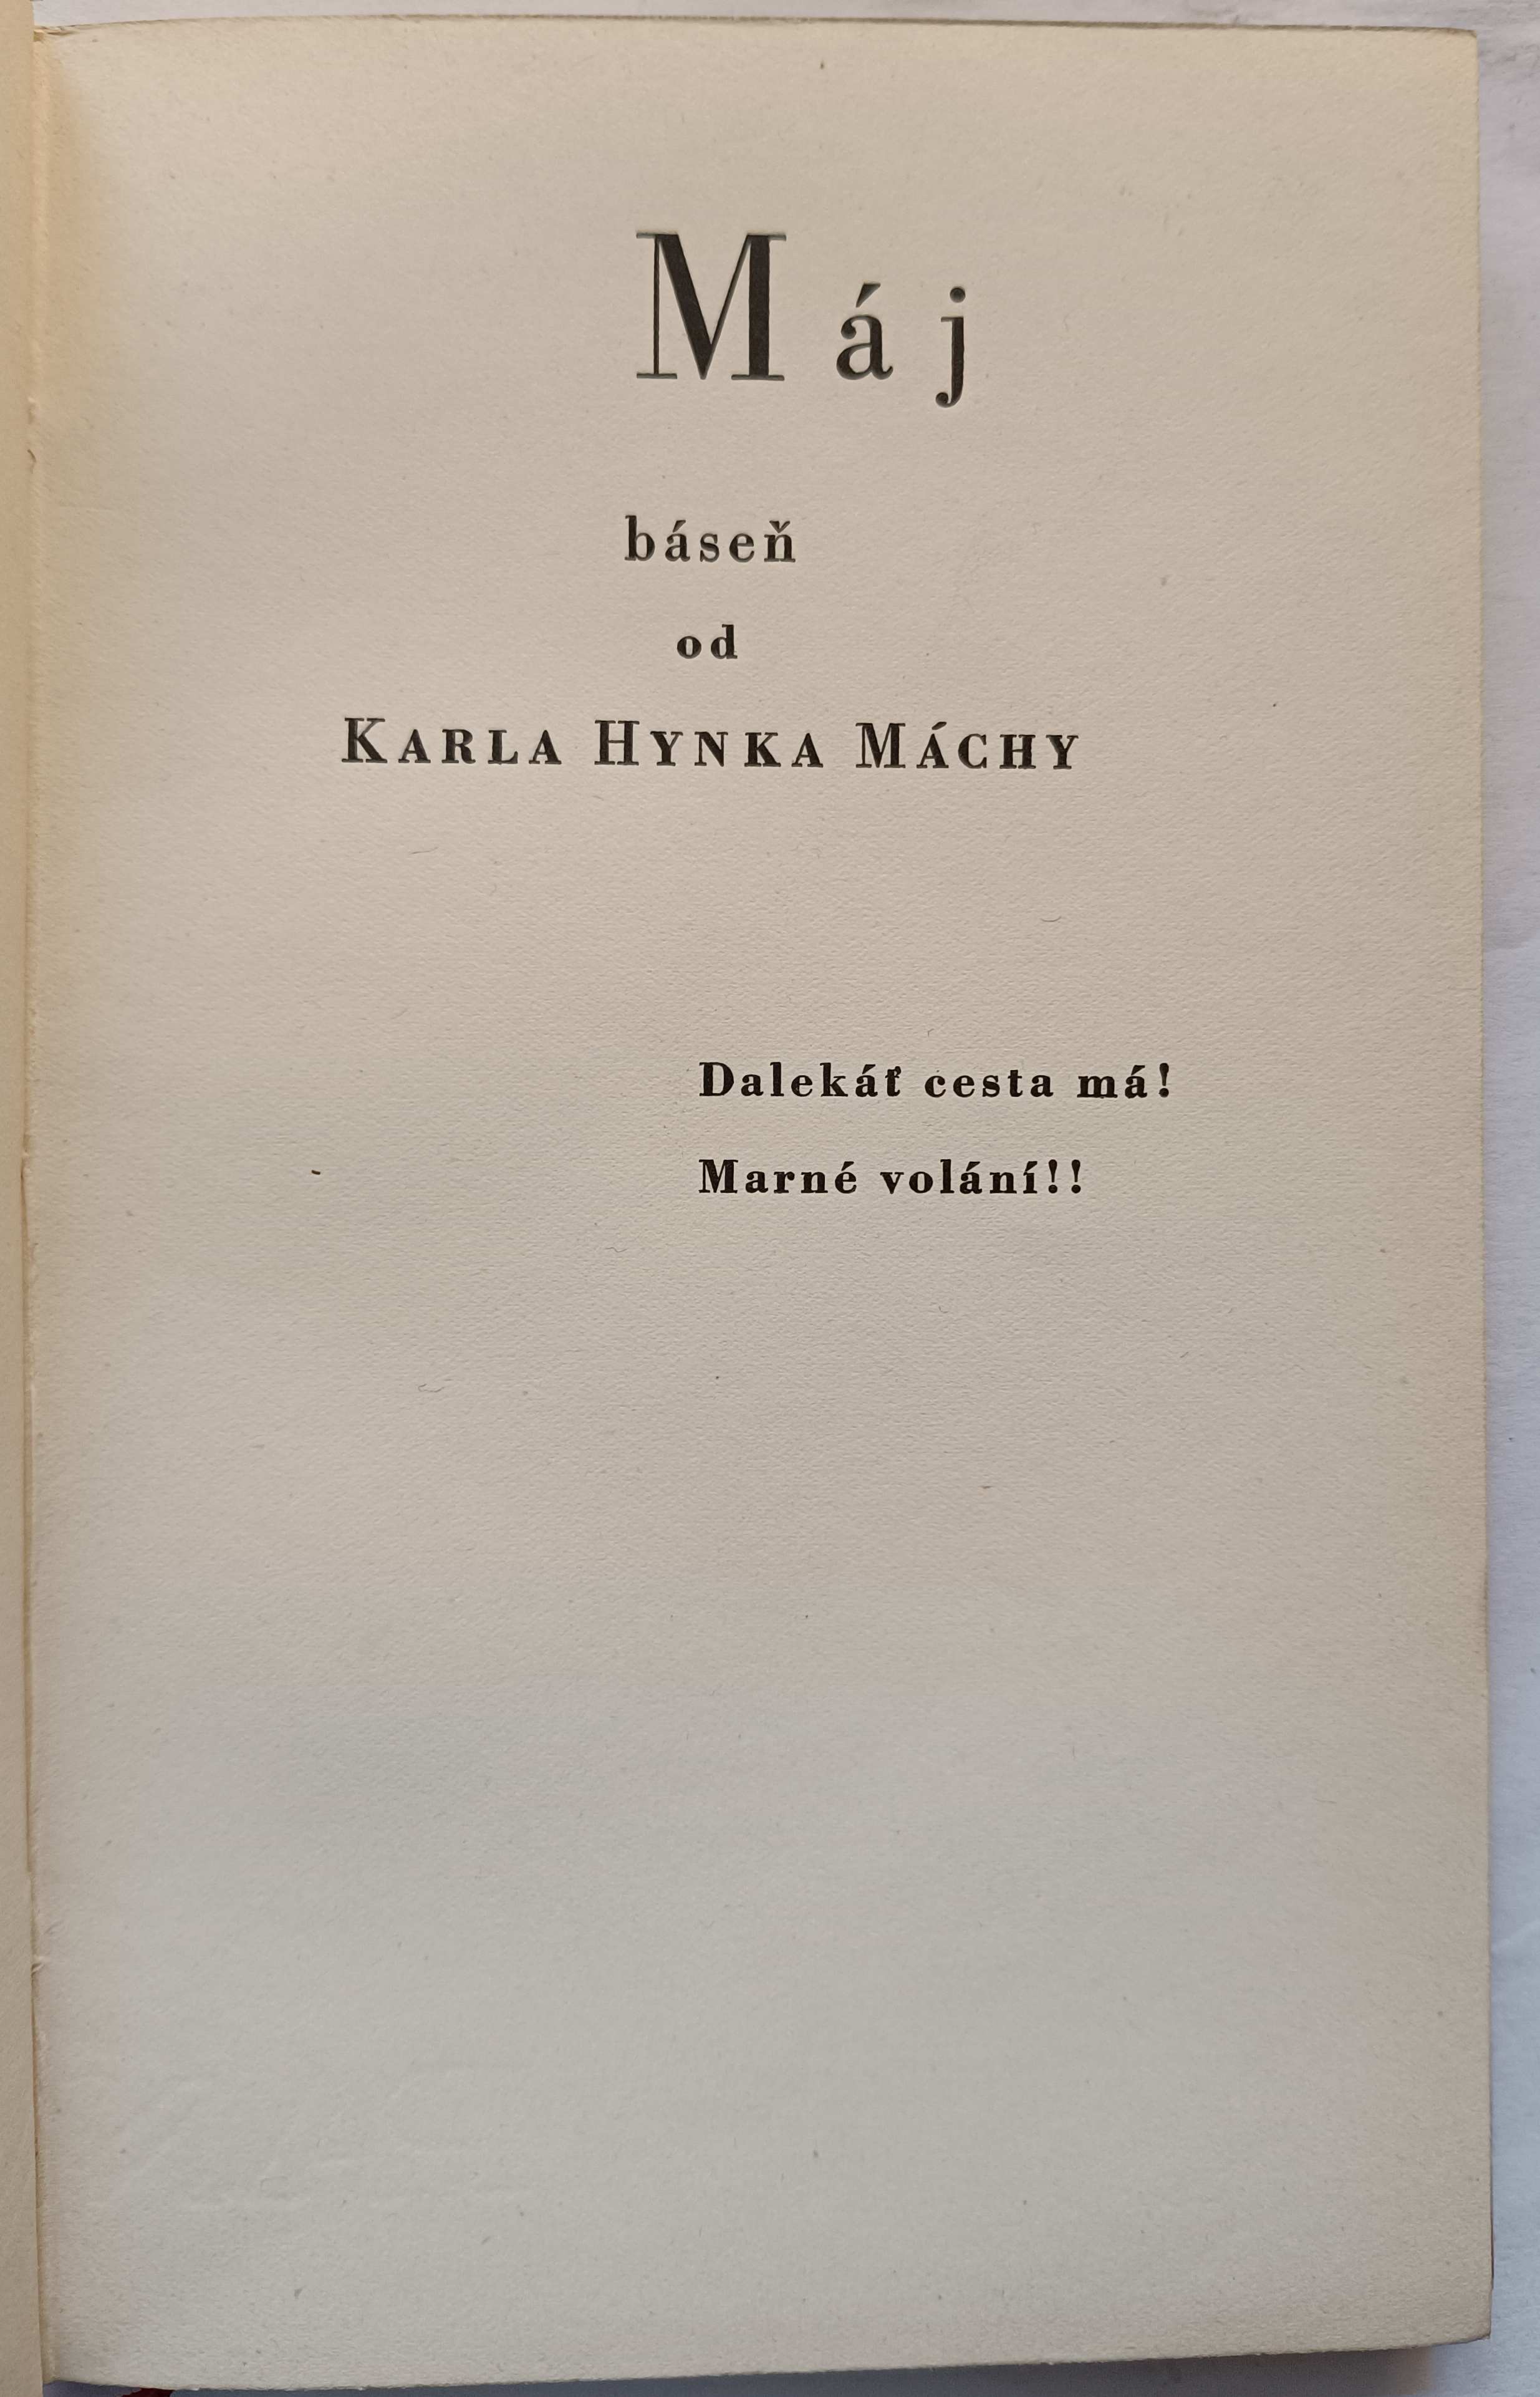 Máj
báseň
od
KARLA HYNKA MÁCHY
Dalekáť cesta má!
Marné volání!!